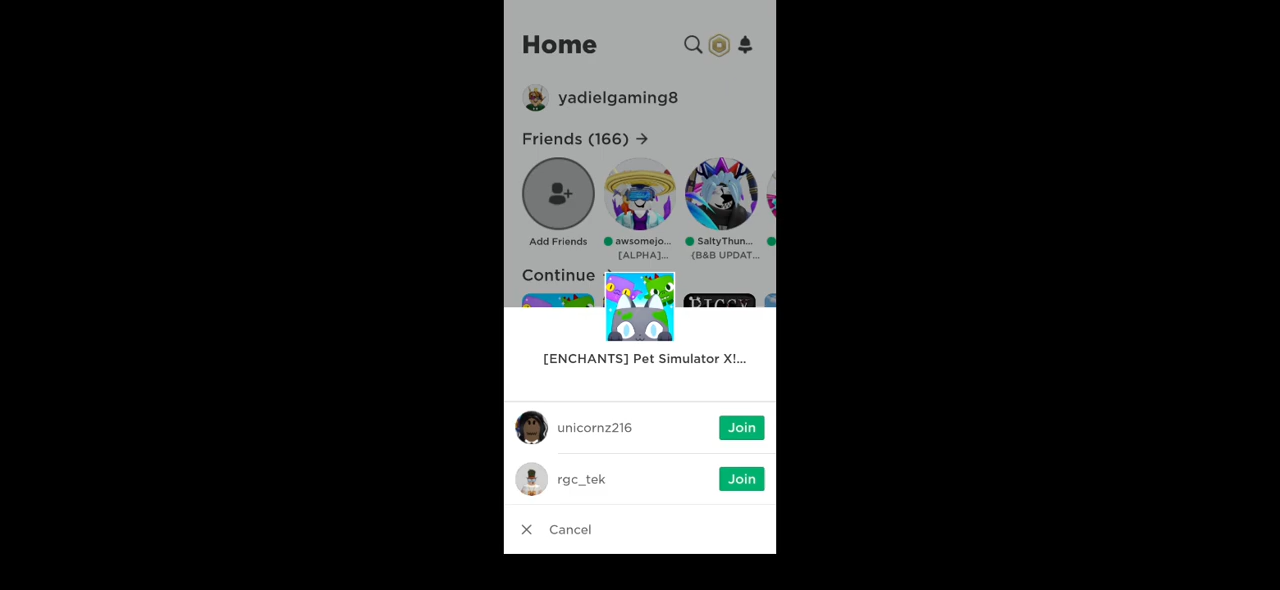 Home
yadielgaming8
Friends (166) →
Add Friends
awsomejo...
SaltyThun...
[ALPHA]...
{B&B UPDAT...
Continue
PIGGY
[ENCHANTS] Pet Simulator X!...
unicornz216
Join
rgc_tek
Join
Cancel